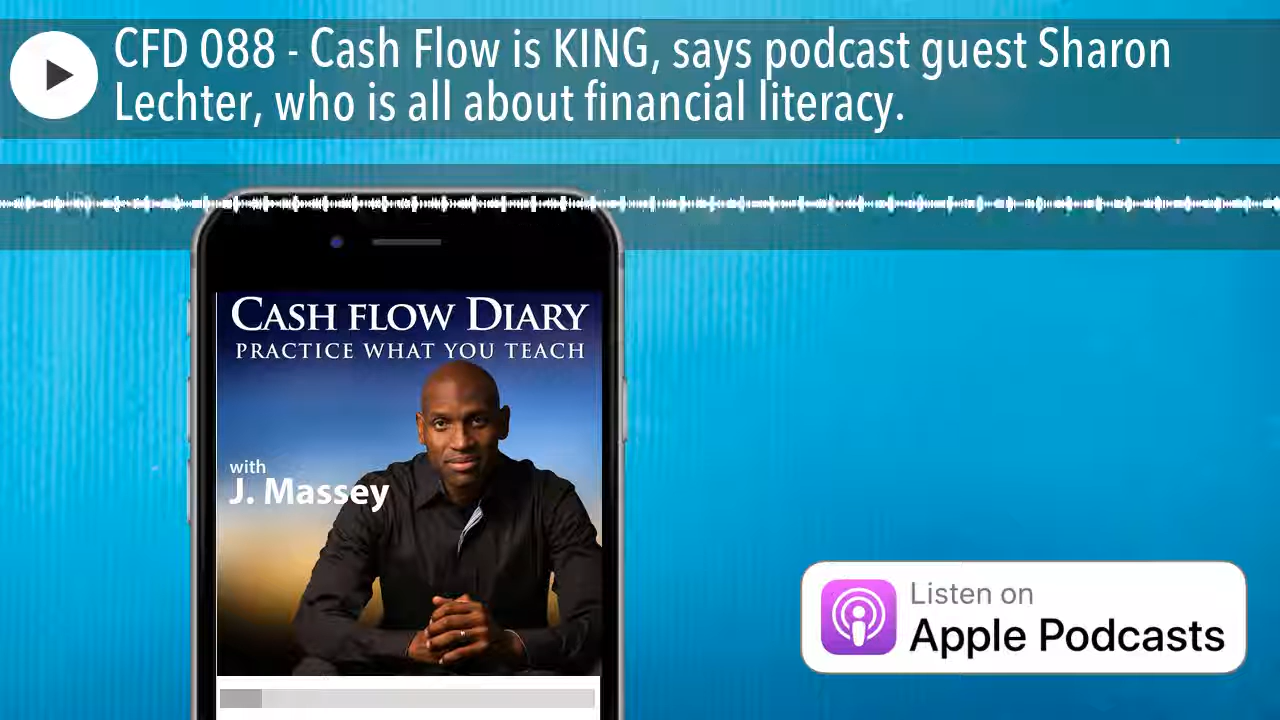 CFD 088 - Cash Flow is KING, says podcast guest Sharon
Lechter, who is all about financial literacy.
CASH FLOW DIARY
PRACTICE WHAT YOU TEACH
with
J. Massey
Listen on
Apple Podcasts